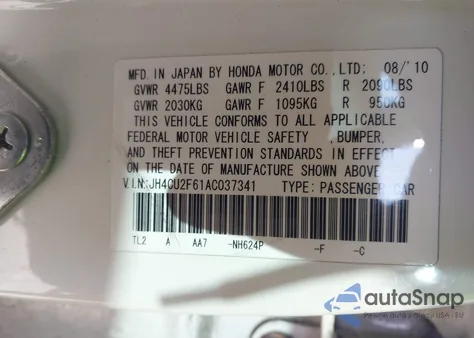 MFD. IN JAPAN BY HONDA MOTOR CO., LTD: 08/'10
GVWR 4475LBS GAWR F 2410LBS R 2090LBS
GVWR 2030KG GAWR F 1095KG R 950KG
THIS VEHICLE CONFORMS TO ALL APPLICABLE
FEDERAL MOTOR VEHICLE SAFETY , BUMPER,
AND THEFT PREVENTION STANDARDS IN EFFECT
ON THE DATE OF MANUFACTURE SHOWN ABOVE.
V.I.N:JH4CU2F61AC037341 TYPE: PASSENGER CAR
TL2 A AA7 -NH624P -F -C
autoSnap